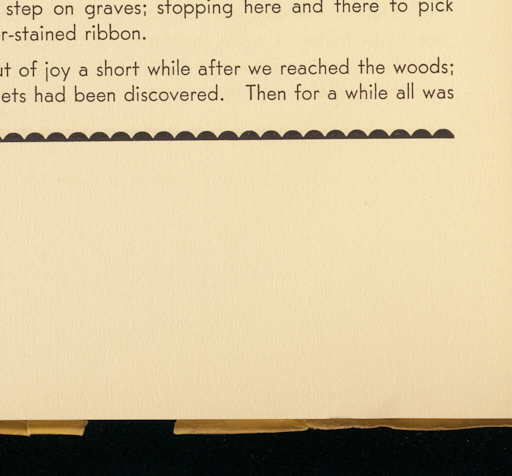 step on graves; stopping here and there to pick
r-stained ribbon.
ut of joy a short while after we reached the woods;
ets had been discovered. Then for a while all was